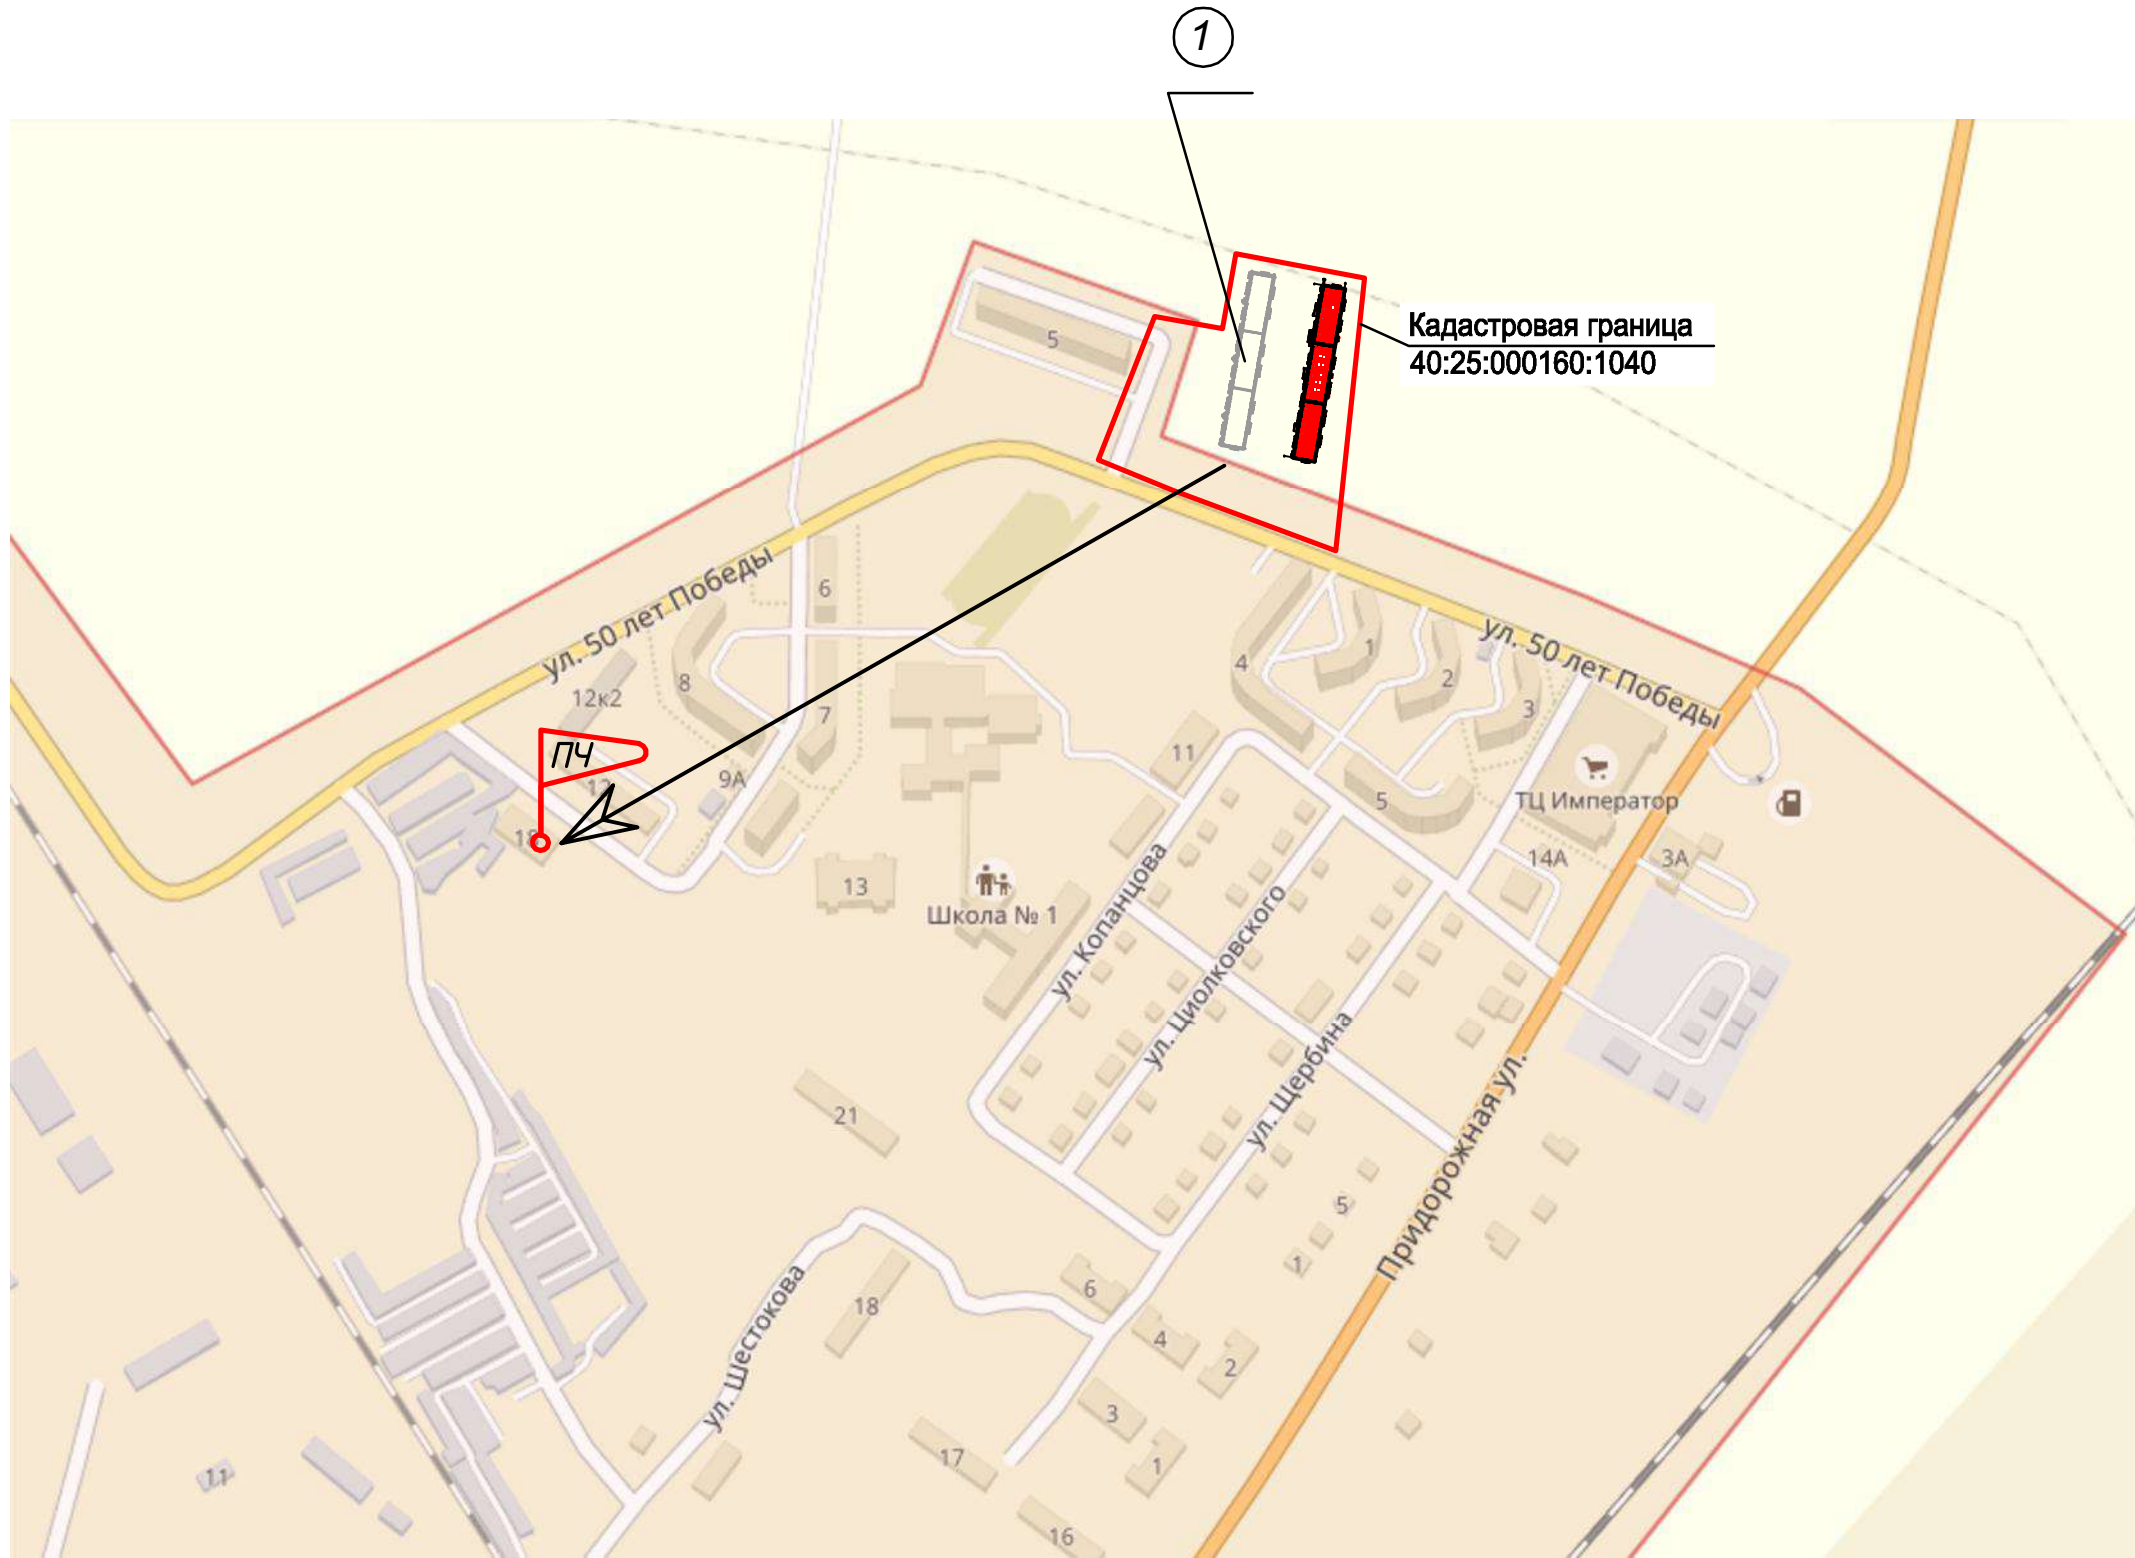 1
Кадастровая граница
40:25:000160:1040
5
ул. 50 лет Победы
6
12к2
8
7
4
1
2
3
ул. 50 лет Победы
ПЧ
12
9А
11
5
ТЦ Император
18
13
Школа № 1
14А
3А
ул. Копанцова
ул. Циолковского
ул. Щербина
Придорожная ул.
21
5
1
ул. Шестокова
18
6
4
2
3
17
1
11
16